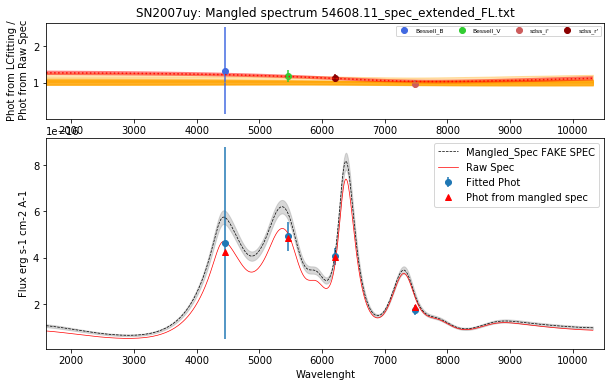 SN2007uy: Mangled spectrum 54608.11_spec_extended_FL.txt
Phot from LCfitting /
Phot from Raw Spec
2
1
Bessell_B
Bessell_V
sdss_i'
sdss_r'
2000 3000 4000 5000 6000 7000 8000 9000 10000
1e−16
Flux erg s-1 cm-2 A-1
8
6
4
2
Mangled_Spec FAKE SPEC
Raw Spec
Fitted Phot
Phot from mangled spec
2000 3000 4000 5000 6000 7000 8000 9000 10000
Wavelenght